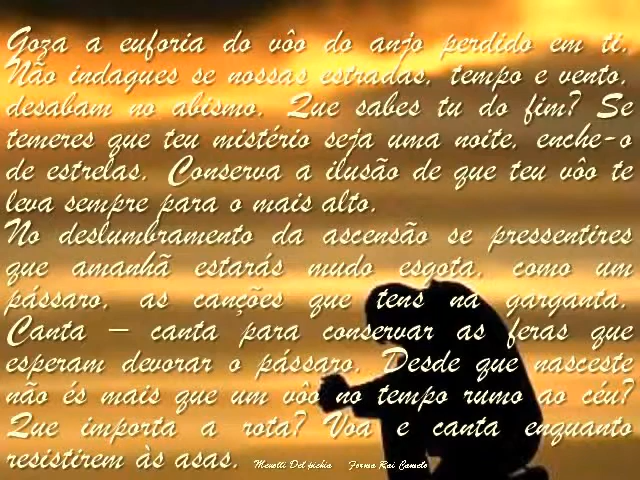 Goza a euforia do vôo do anjo perdido em ti.
Não indagues se nossas estradas, tempo e vento,
desabam no abismo. Que sabes tu do fim? Se
temeres que teu mistério seja uma noite, enche-o
de estrelas. Conserva a ilusão de que teu vôo te
leva sempre para o mais alto.
No deslumbramento da ascensão se pressentires
que amanhã estarás mudo esgota, como um
pássaro, as canções que tens na garganta.
Canta – canta para conservar as feras que
esperam devorar o pássaro. Desde que nasceste
não és mais que um vôo no tempo rumo ao céu?
Que importa a rota? Voa e canta enquanto
resistirem às asas. Menotti Del pichia Forma Rai Camelo